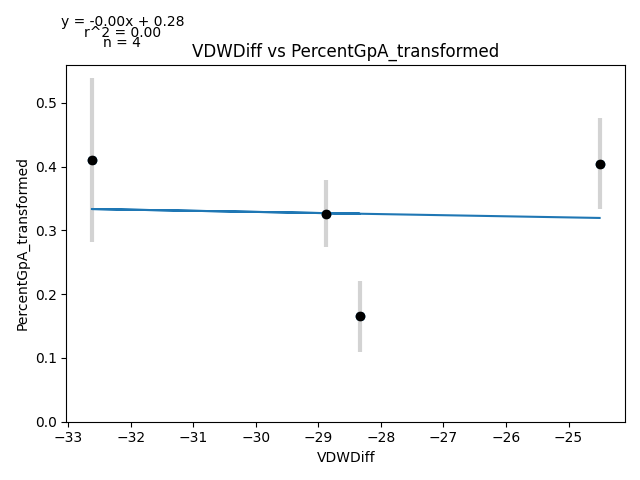 y = -0.00x + 0.28
r^2 = 0.00
n = 4
VDWDiff vs PercentGpA_transformed
PercentGpA_transformed
0.5
0.4
0.3
0.2
0.1
0.0
−33 −32 −31 −30 −29 −28 −27 −26 −25
VDWDiff